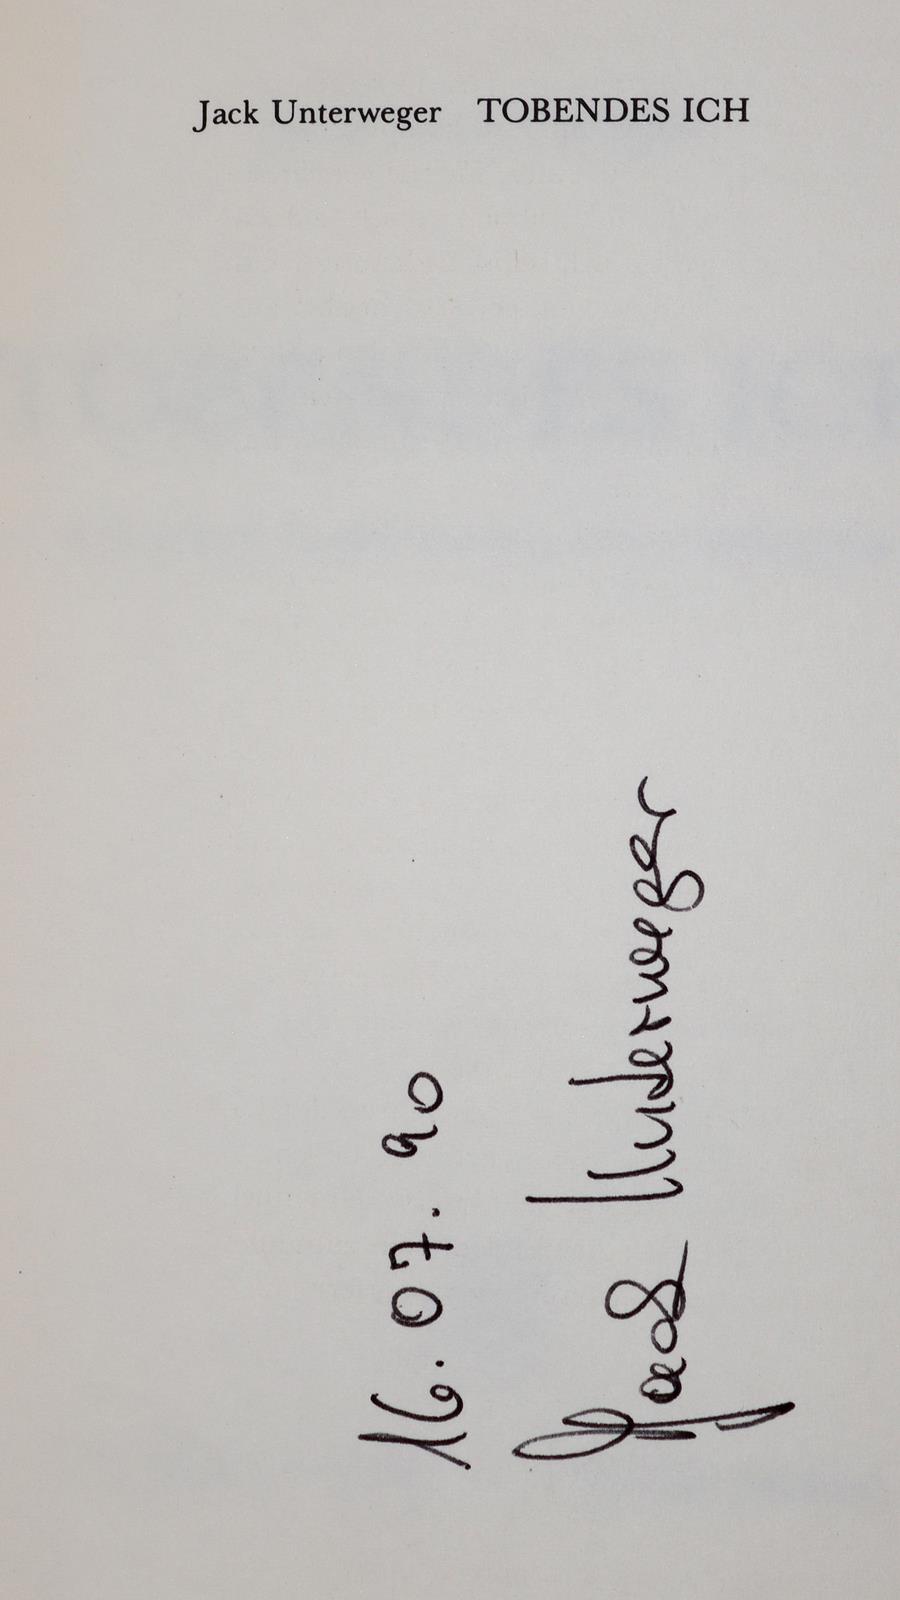 Jack Unterweger TOBENDES ICH
16. 07. 90
Jack Unterweger